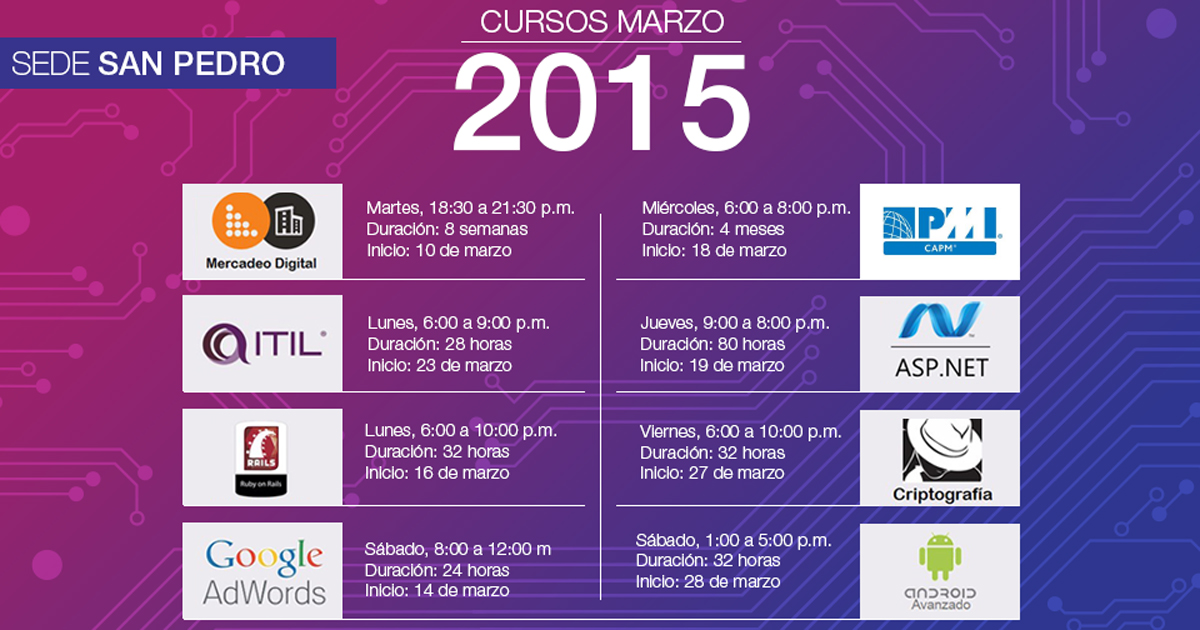 CURSOS MARZO
SEDE SAN PEDRO
2015
Mercadeo Digital
Martes, 18:30 a 21:30 p.m.
Duración: 8 semanas
Inicio: 10 de marzo
Miércoles, 6:00 a 8:00 p.m.
Duración: 4 meses
Inicio: 18 de marzo
PMI®
CAPM®
ITIL®
Lunes, 6:00 a 9:00 p.m.
Duración: 28 horas
Inicio: 23 de marzo
Jueves, 9:00 a 8:00 p.m.
Duración: 80 horas
Inicio: 19 de marzo
ASP.NET
RAILS
Ruby on Rails
Lunes, 6:00 a 10:00 p.m.
Duración: 32 horas
Inicio: 16 de marzo
Viernes, 6:00 a 10:00 p.m.
Duración: 32 horas
Inicio: 27 de marzo
Criptografía
Google
AdWords
Sábado, 8:00 a 12:00 m
Duración: 24 horas
Inicio: 14 de marzo
Sábado, 1:00 a 5:00 p.m.
Duración: 32 horas
Inicio: 28 de marzo
ANDROID
Avanzado